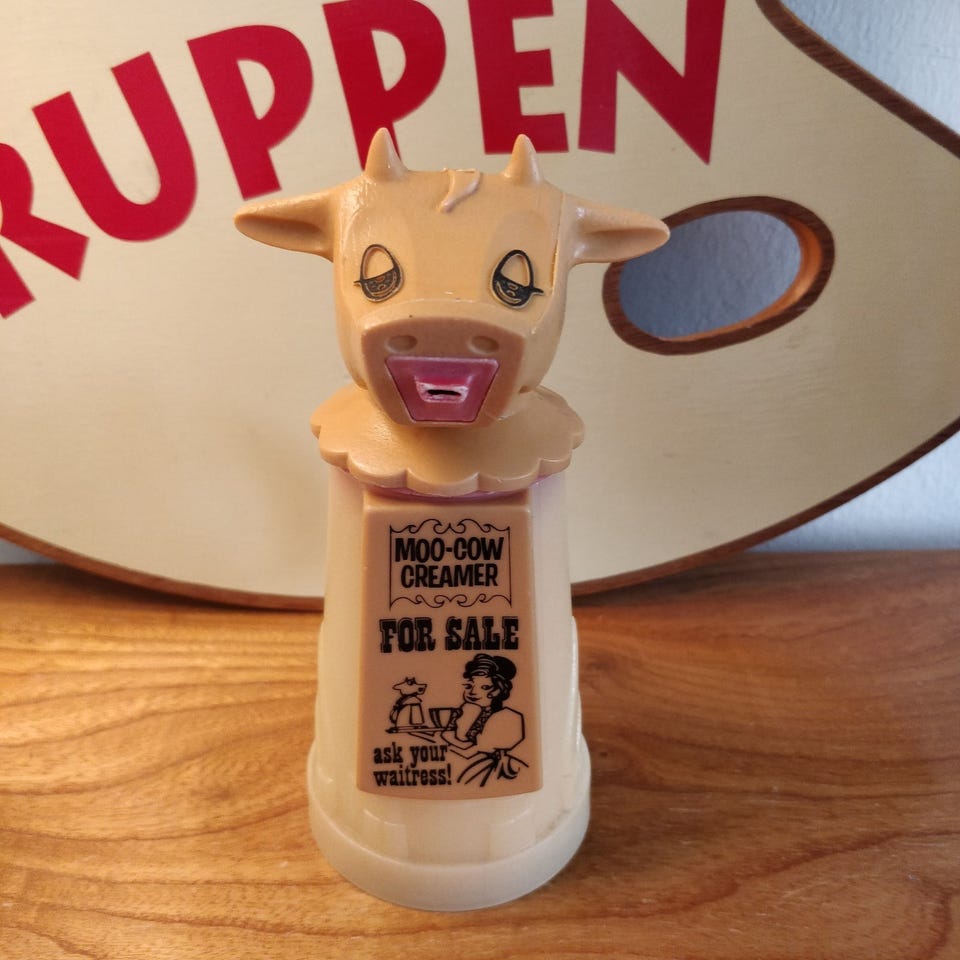 RUPPEN
MOO-COW
CREAMER
FOR SALE
ask your
waitress!